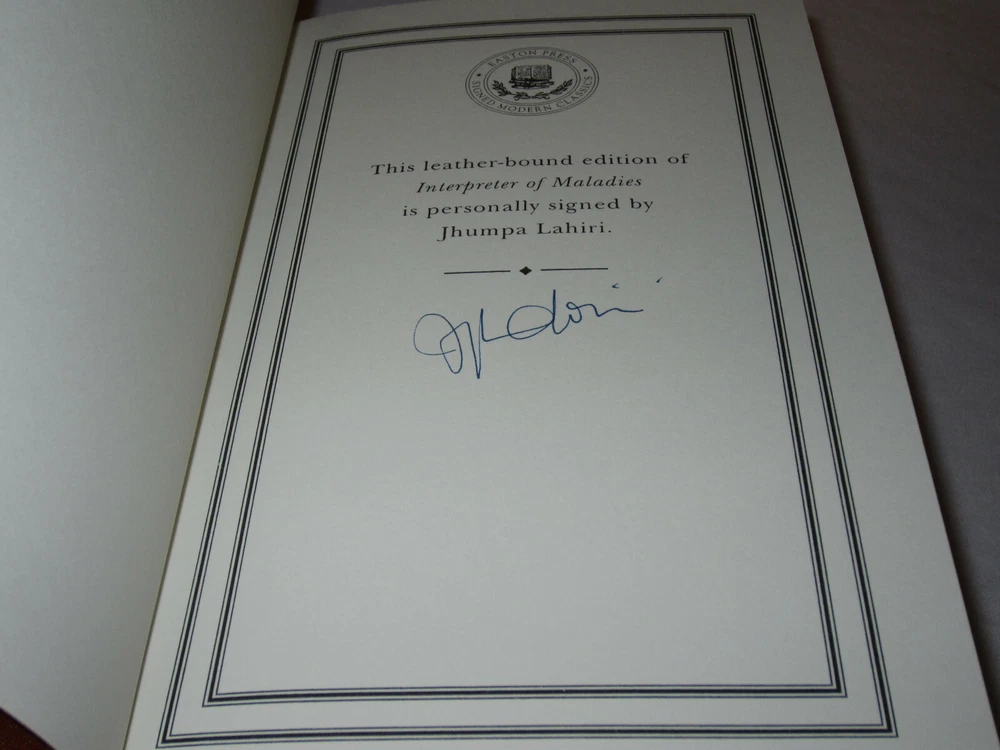 EASTON PRESS
SIGNED MODERN CLASSICS
This leather-bound edition of
Interpreter of Maladies
is personally signed by
Jhumpa Lahiri.